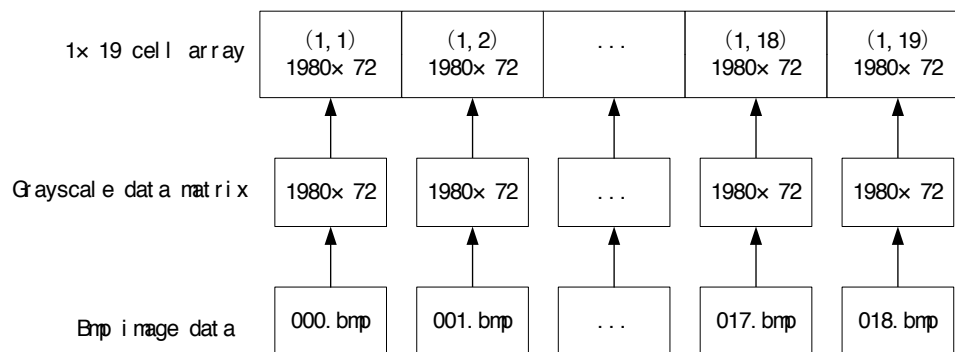 (1, 1) (1, 2) ... (1, 18) (1, 19)
1× 19 cell array
1980× 72 1980× 72 1980× 72 1980× 72
Grayscale data matrix 1980× 72 1980× 72 ... 1980× 72 1980× 72
Bmp image data 000.bmp 001.bmp ... 017.bmp 018.bmp